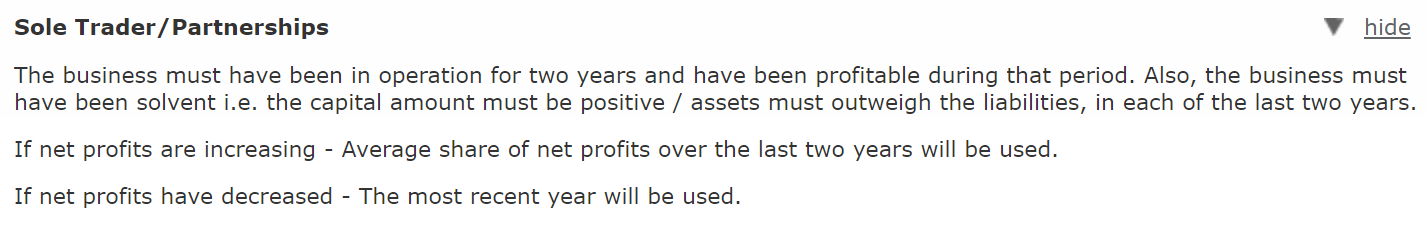 Sole Trader/Partnerships ▼ hide
The business must have been in operation for two years and have been profitable during that period. Also, the business must
have been solvent i.e. the capital amount must be positive / assets must outweigh the liabilities, in each of the last two years.
If net profits are increasing - Average share of net profits over the last two years will be used.
If net profits have decreased - The most recent year will be used.